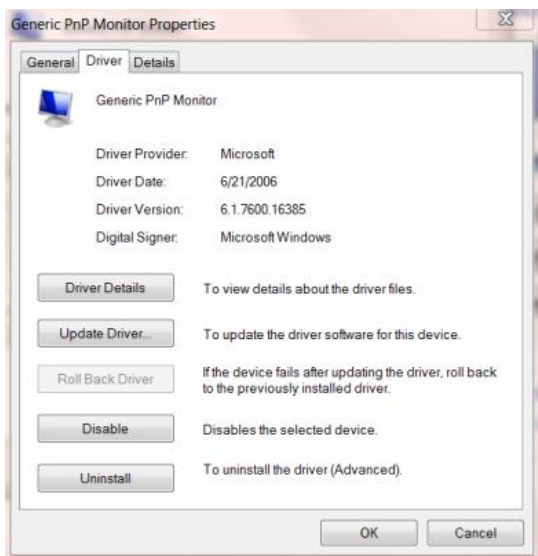 Generic PnP Monitor Properties
General Driver Details
Generic PnP Monitor
Driver Provider: Microsoft
Driver Date: 6/21/2006
Driver Version: 6.1.7600.16385
Digital Signer: Microsoft Windows
Driver Details To view details about the driver files.
Update Driver... To update the driver software for this device.
Roll Back Driver If the device fails after updating the driver, roll back
to the previously installed driver.
Disable Disables the selected device.
Uninstall To uninstall the driver (Advanced).
OK Cancel